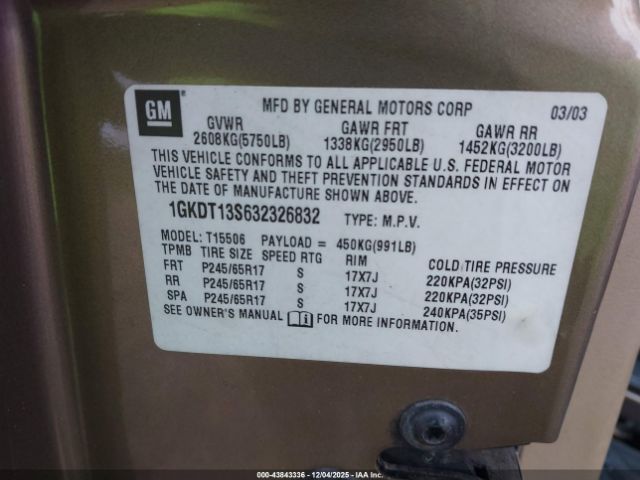 GM
MFD BY GENERAL MOTORS CORP 03/03
GVWR GAWR FRT GAWR RR
2608KG(5750LB) 1338KG(2950LB) 1452KG(3200LB)
THIS VEHICLE CONFORMS TO ALL APPLICABLE U.S. FEDERAL MOTOR
VEHICLE SAFETY AND THEFT PREVENTION STANDARDS IN EFFECT ON
THE DATE OF MANUFACTURE SHOWN ABOVE.
1GKDT13S632326832 TYPE: M.P.V.
MODEL: T15506 PAYLOAD = 450KG(991LB)
TPMB TIRE SIZE SPEED RTG RIM COLD TIRE PRESSURE
FRT P245/65R17 S 17X7J 220KPA(32PSI)
RR P245/65R17 S 17X7J 220KPA(32PSI)
SPA P245/65R17 S 17X7J 240KPA(35PSI)
SEE OWNER'S MANUAL FOR MORE INFORMATION.
000-43843336 - 12/04/2025 - IAA Inc.